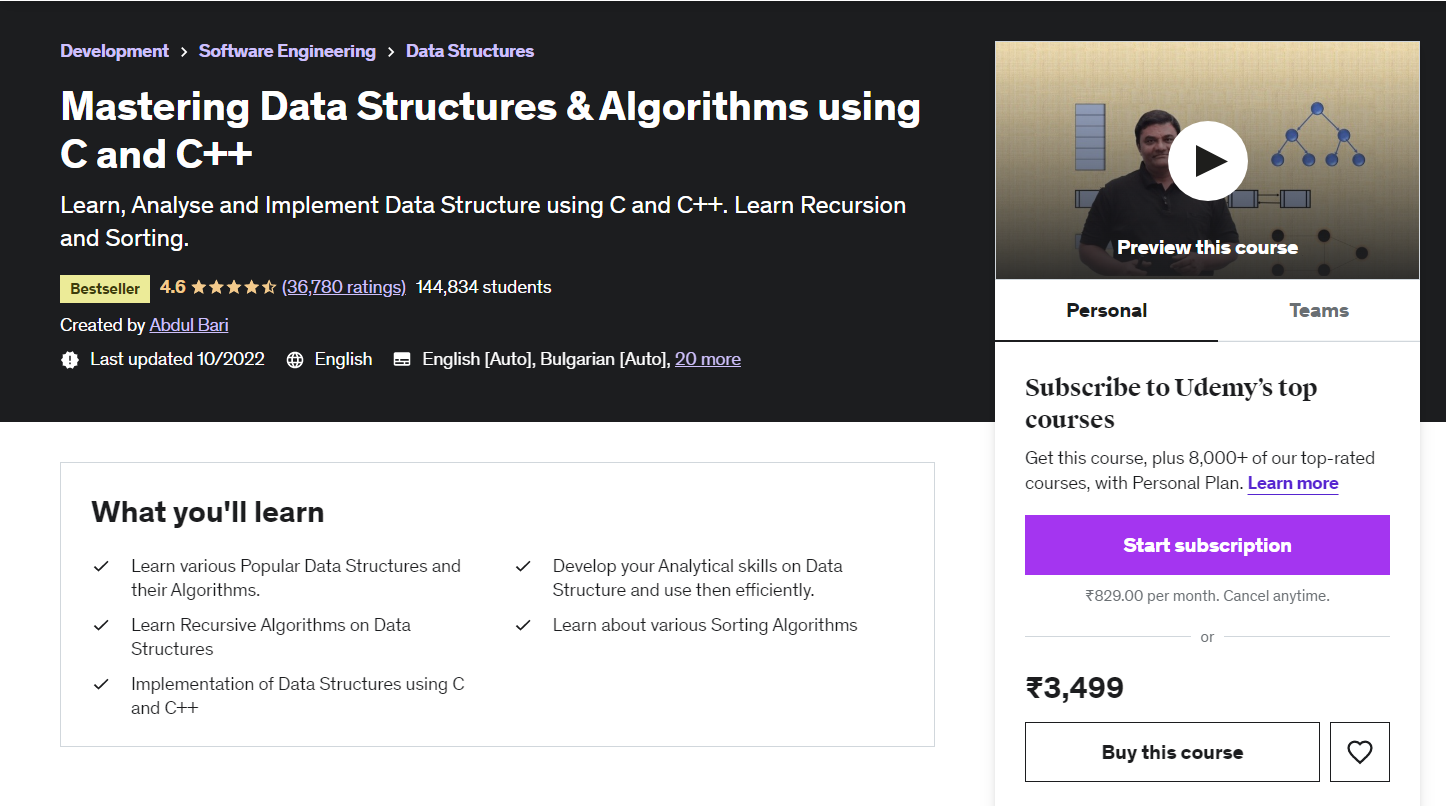 Development > Software Engineering > Data Structures
Mastering Data Structures & Algorithms using
C and C++
Learn, Analyse and Implement Data Structure using C and C++. Learn Recursion
and Sorting.
Bestseller 4.6 (36,780 ratings) 144,834 students
Created by Abdul Bari
Last updated 10/2022 English English [Auto], Bulgarian [Auto], 20 more
What you'll learn
Learn various Popular Data Structures and
their Algorithms.
Learn Recursive Algorithms on Data
Structures
Implementation of Data Structures using C
and C++
Develop your Analytical skills on Data
Structure and use then efficiently.
Learn about various Sorting Algorithms
Preview this course
Personal Teams
Subscribe to Udemy’s top
courses
Get this course, plus 8,000+ of our top-rated
courses, with Personal Plan. Learn more
Start subscription
₹829.00 per month. Cancel anytime.
or
₹3,499
Buy this course